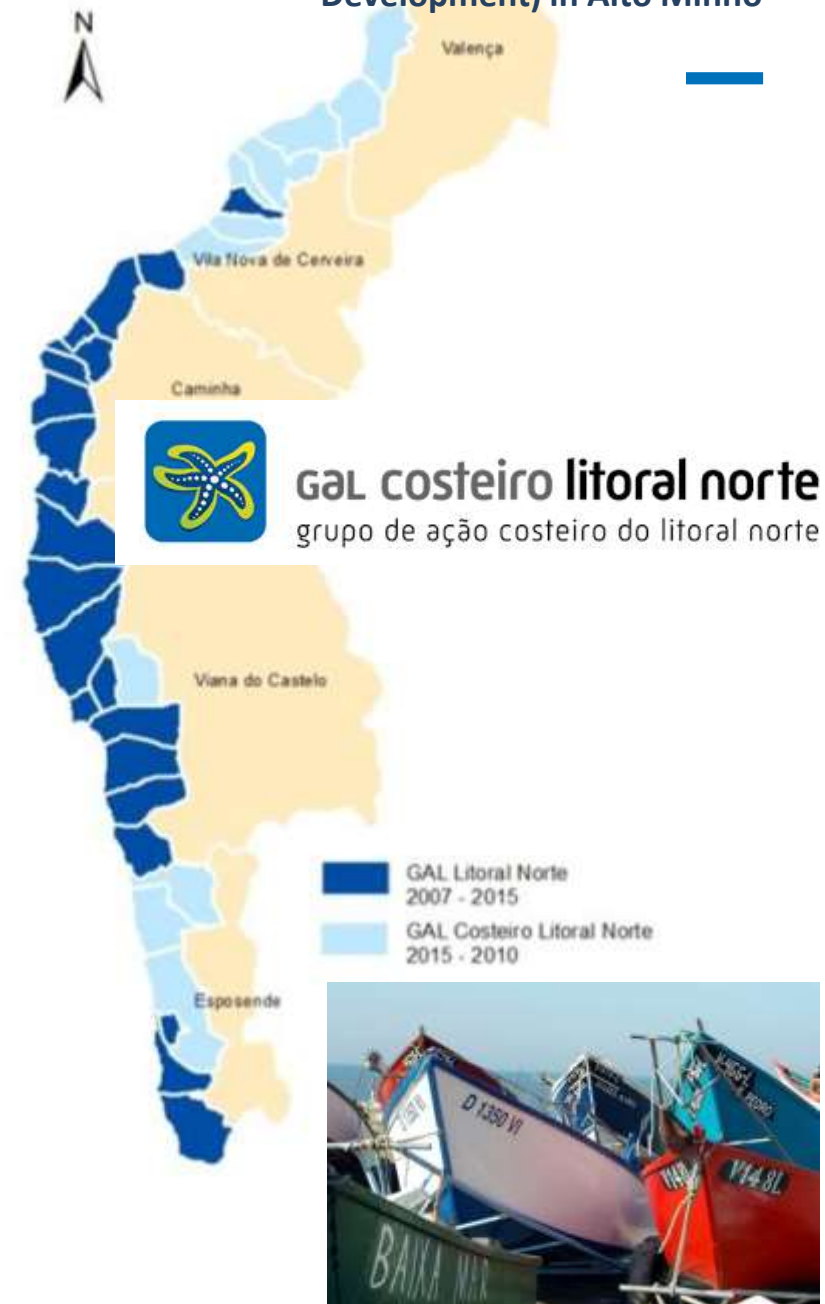 Development) in Alto Minho
N
Valença
Vila Nova de Cerveira
Caminha
GaL costeiro litoral norte
grupo de ação costeiro do litoral norte
Viana do Castelo
GAL Litoral Norte
2007 - 2015
GAL Costeiro Litoral Norte
2015 - 2010
Esposende
D 1350 VI
V14 8L
BAIXA MAR